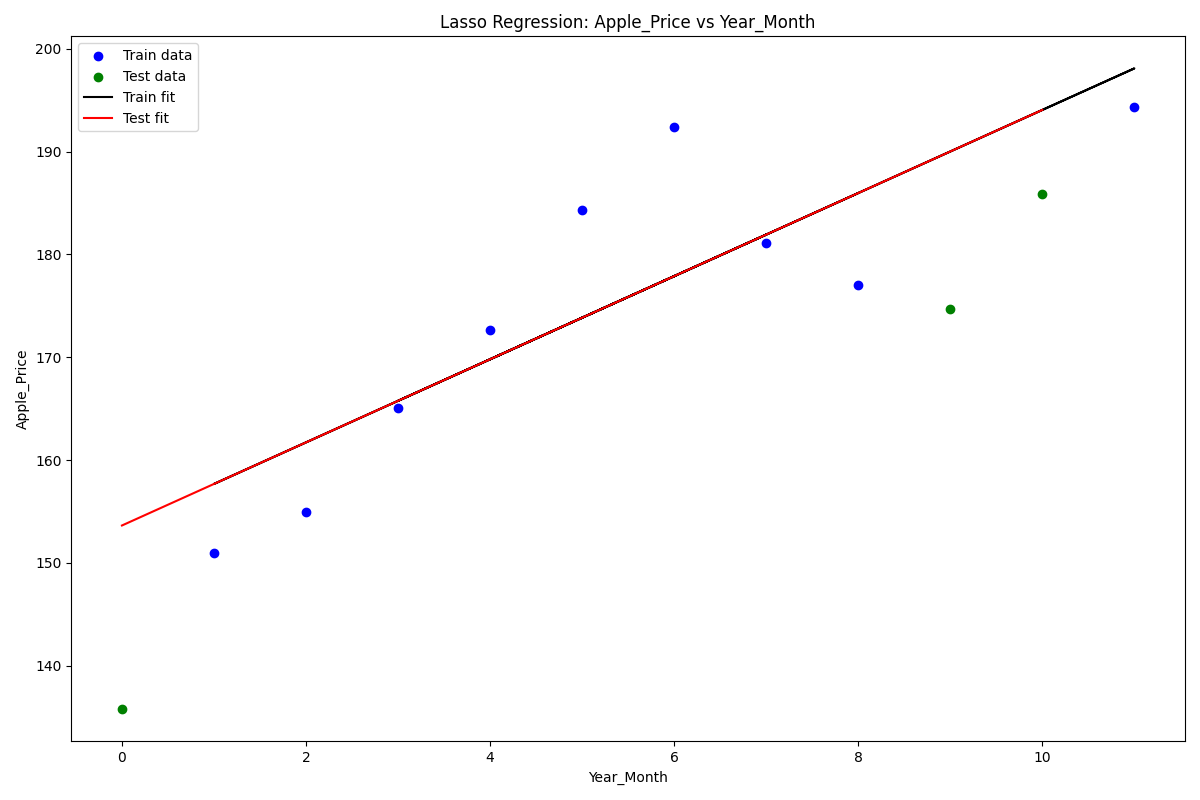 Lasso Regression: Apple_Price vs Year_Month
Train data
Test data
Train fit
Test fit
200
190
180
170
160
150
140
Apple_Price
0 2 4 6 8 10
Year_Month